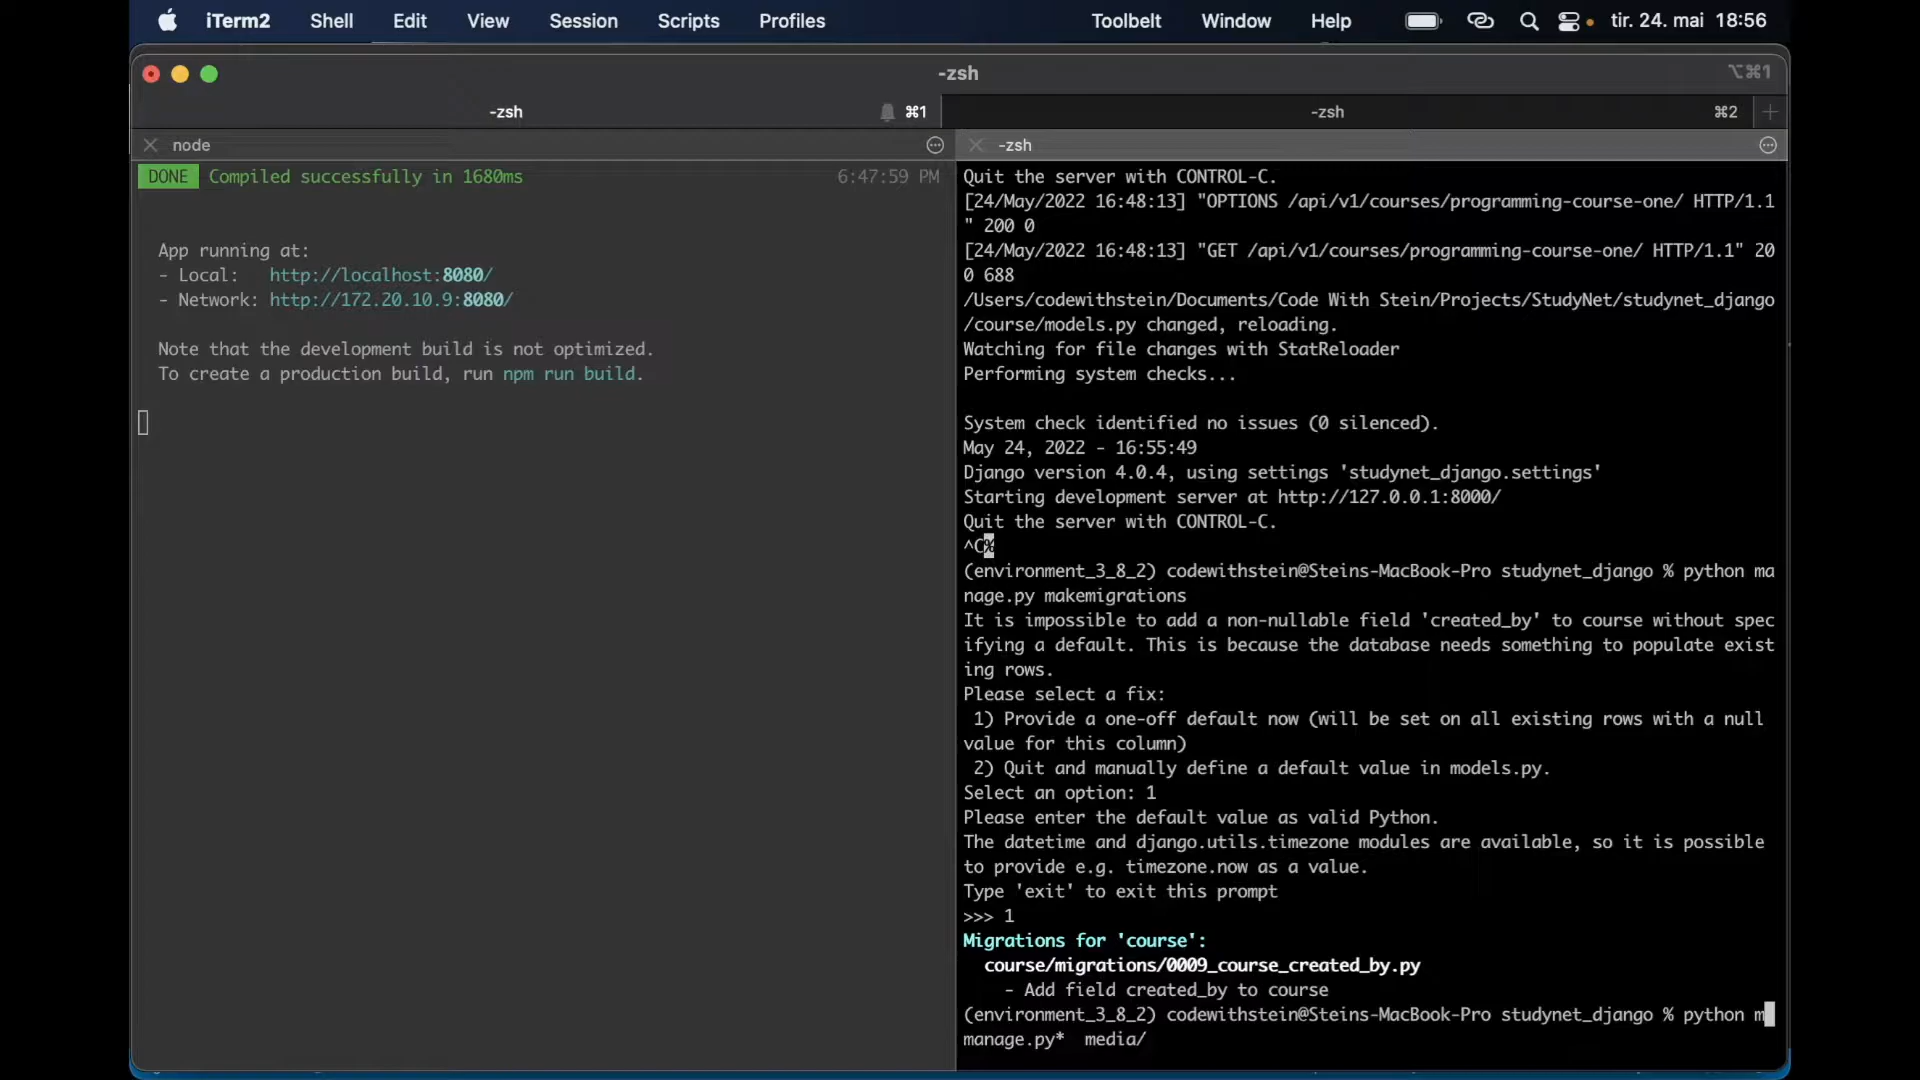 iTerm2 Shell Edit View Session Scripts Profiles Toolbelt Window Help tir. 24. mai 18:56
-zsh ⌥⌘1
-zsh ⌘1 -zsh ⌘2
node
DONE Compiled successfully in 1680ms 6:47:59 PM
App running at:
- Local: http://localhost:8080/
- Network: http://172.20.10.9:8080/
Note that the development build is not optimized.
To create a production build, run npm run build.
-zsh
Quit the server with CONTROL-C.
[24/May/2022 16:48:13] "OPTIONS /api/v1/courses/programming-course-one/ HTTP/1.1
" 200 0
[24/May/2022 16:48:13] "GET /api/v1/courses/programming-course-one/ HTTP/1.1" 20
0 688
/Users/codewithstein/Documents/Code With Stein/Projects/StudyNet/studynet_django
/course/models.py changed, reloading.
Watching for file changes with StatReloader
Performing system checks...
System check identified no issues (0 silenced).
May 24, 2022 - 16:55:49
Django version 4.0.4, using settings 'studynet_django.settings'
Starting development server at http://127.0.0.1:8000/
Quit the server with CONTROL-C.
^C%
(environment_3_8_2) codewithstein@Steins-MacBook-Pro studynet_django % python ma
nage.py makemigrations
It is impossible to add a non-nullable field 'created_by' to course without spec
ifying a default. This is because the database needs something to populate exist
ing rows.
Please select a fix:
1) Provide a one-off default now (will be set on all existing rows with a null
value for this column)
2) Quit and manually define a default value in models.py.
Select an option: 1
Please enter the default value as valid Python.
The datetime and django.utils.timezone modules are available, so it is possible
to provide e.g. timezone.now as a value.
Type 'exit' to exit this prompt
>>> 1
Migrations for 'course':
course/migrations/0009_course_created_by.py
- Add field created_by to course
(environment_3_8_2) codewithstein@Steins-MacBook-Pro studynet_django % python m
manage.py* media/